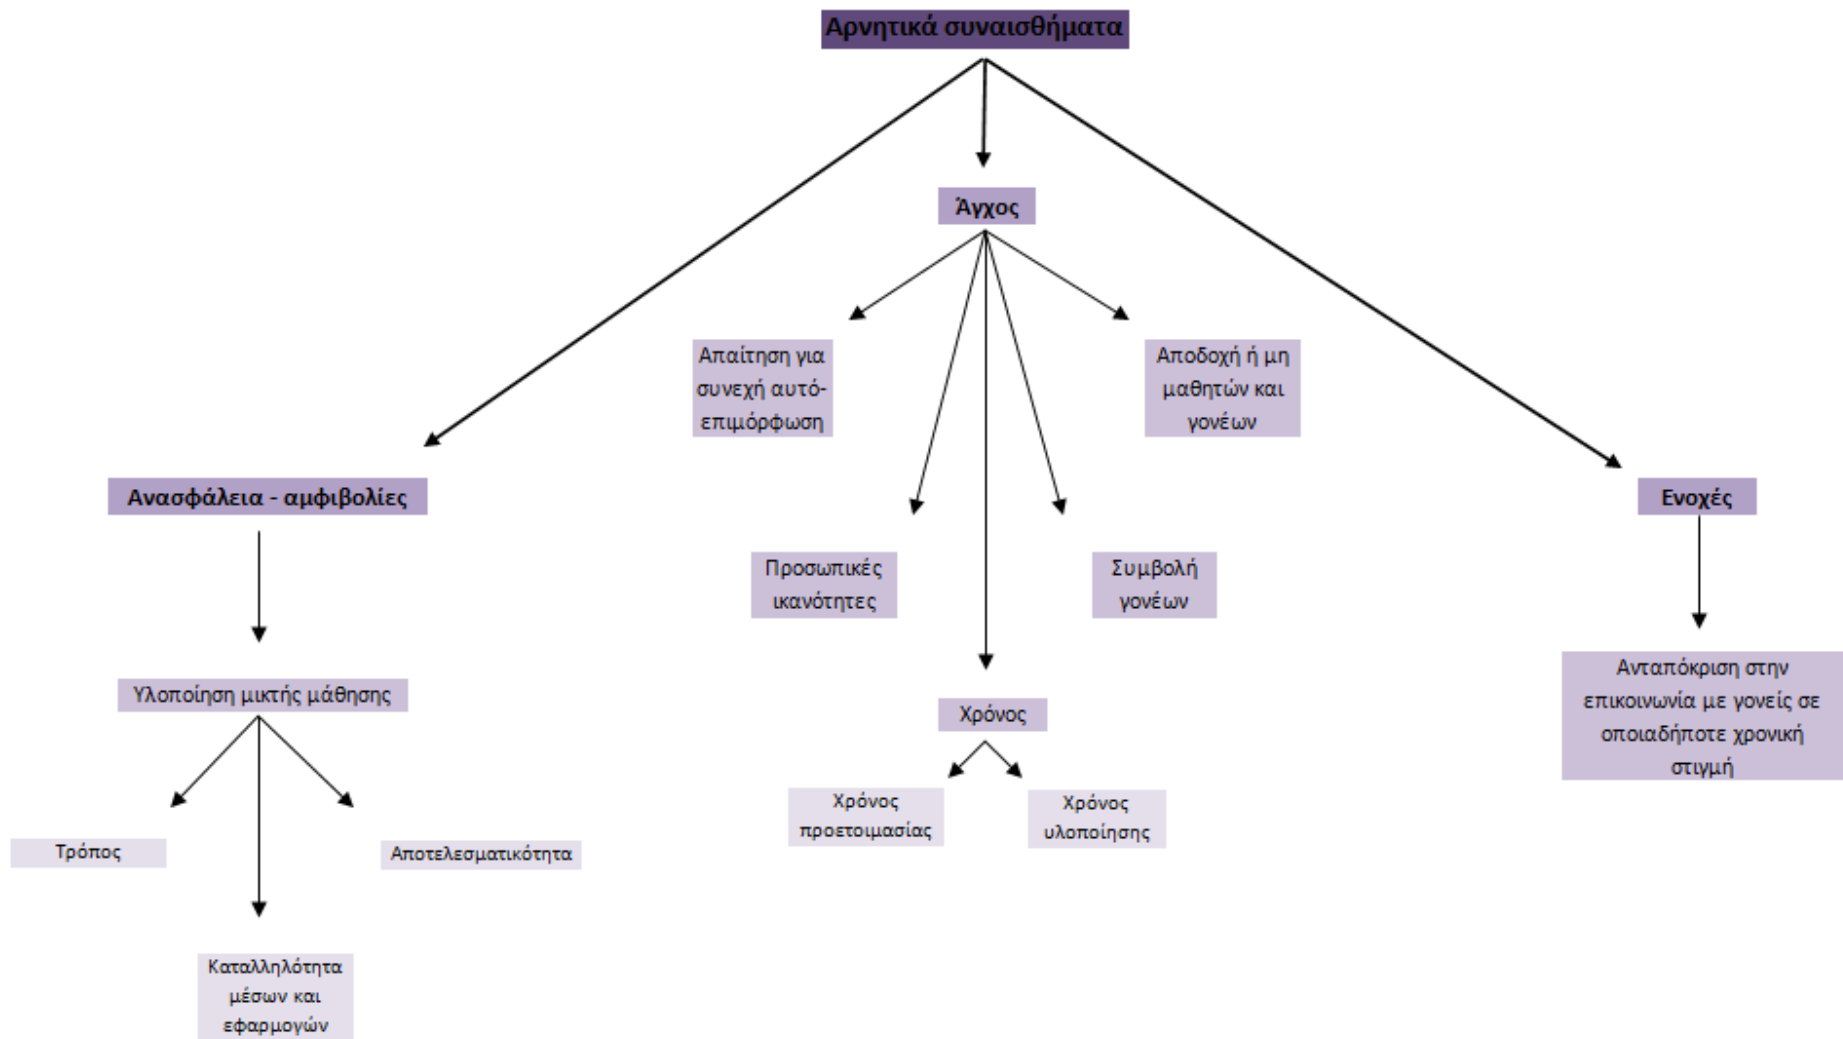 Αρνητικά συναισθήματα
Άγχος
Απαίτηση για
συνεχή αυτό-
επιμόρφωση
Αποδοχή ή μη
μαθητών και
γονέων
Ανασφάλεια - αμφιβολίες
Ενοχές
Προσωπικές
ικανότητες
Συμβολή
γονέων
Υλοποίηση μικτής μάθησης
Χρόνος
Ανταπόκριση στην
επικοινωνία με γονείς σε
οποιαδήποτε χρονική
στιγμή
Χρόνος
προετοιμασίας
Χρόνος
υλοποίησης
Τρόπος
Αποτελεσματικότητα
Καταλληλότητα
μέσων και
εφαρμογών